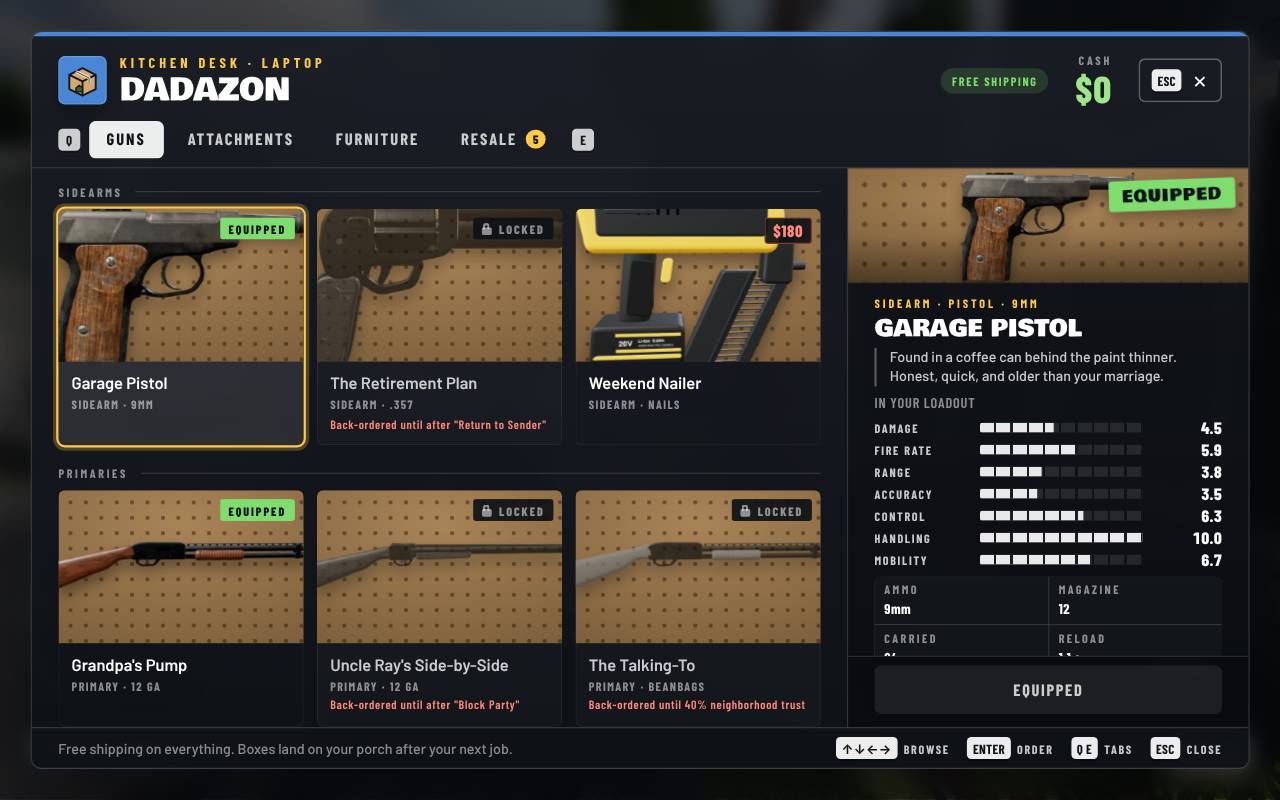 KITCHEN DESK · LAPTOP
DADAZON
FREE SHIPPING
CASH
$0
ESC ×
Q
GUNS
ATTACHMENTS
FURNITURE
RESALE 5
E
SIDEARMS
EQUIPPED
Garage Pistol
SIDEARM · 9MM
LOCKED
The Retirement Plan
SIDEARM · .357
Back-ordered until after "Return to Sender"
$180
20V
Weekend Nailer
SIDEARM · NAILS
PRIMARIES
EQUIPPED
Grandpa's Pump
PRIMARY · 12 GA
LOCKED
Uncle Ray's Side-by-Side
PRIMARY · 12 GA
Back-ordered until after "Block Party"
LOCKED
The Talking-To
PRIMARY · BEANBAGS
Back-ordered until 40% neighborhood trust
EQUIPPED
SIDEARM · PISTOL · 9MM
GARAGE PISTOL
Found in a coffee can behind the paint thinner.
Honest, quick, and older than your marriage.
IN YOUR LOADOUT
DAMAGE 4.5
FIRE RATE 5.9
RANGE 3.8
ACCURACY 3.5
CONTROL 6.3
HANDLING 10.0
MOBILITY 6.7
AMMO
9mm
MAGAZINE
12
CARRIED
RELOAD
EQUIPPED
Free shipping on everything. Boxes land on your porch after your next job.
↑↓←→ BROWSE
ENTER ORDER
Q E TABS
ESC CLOSE